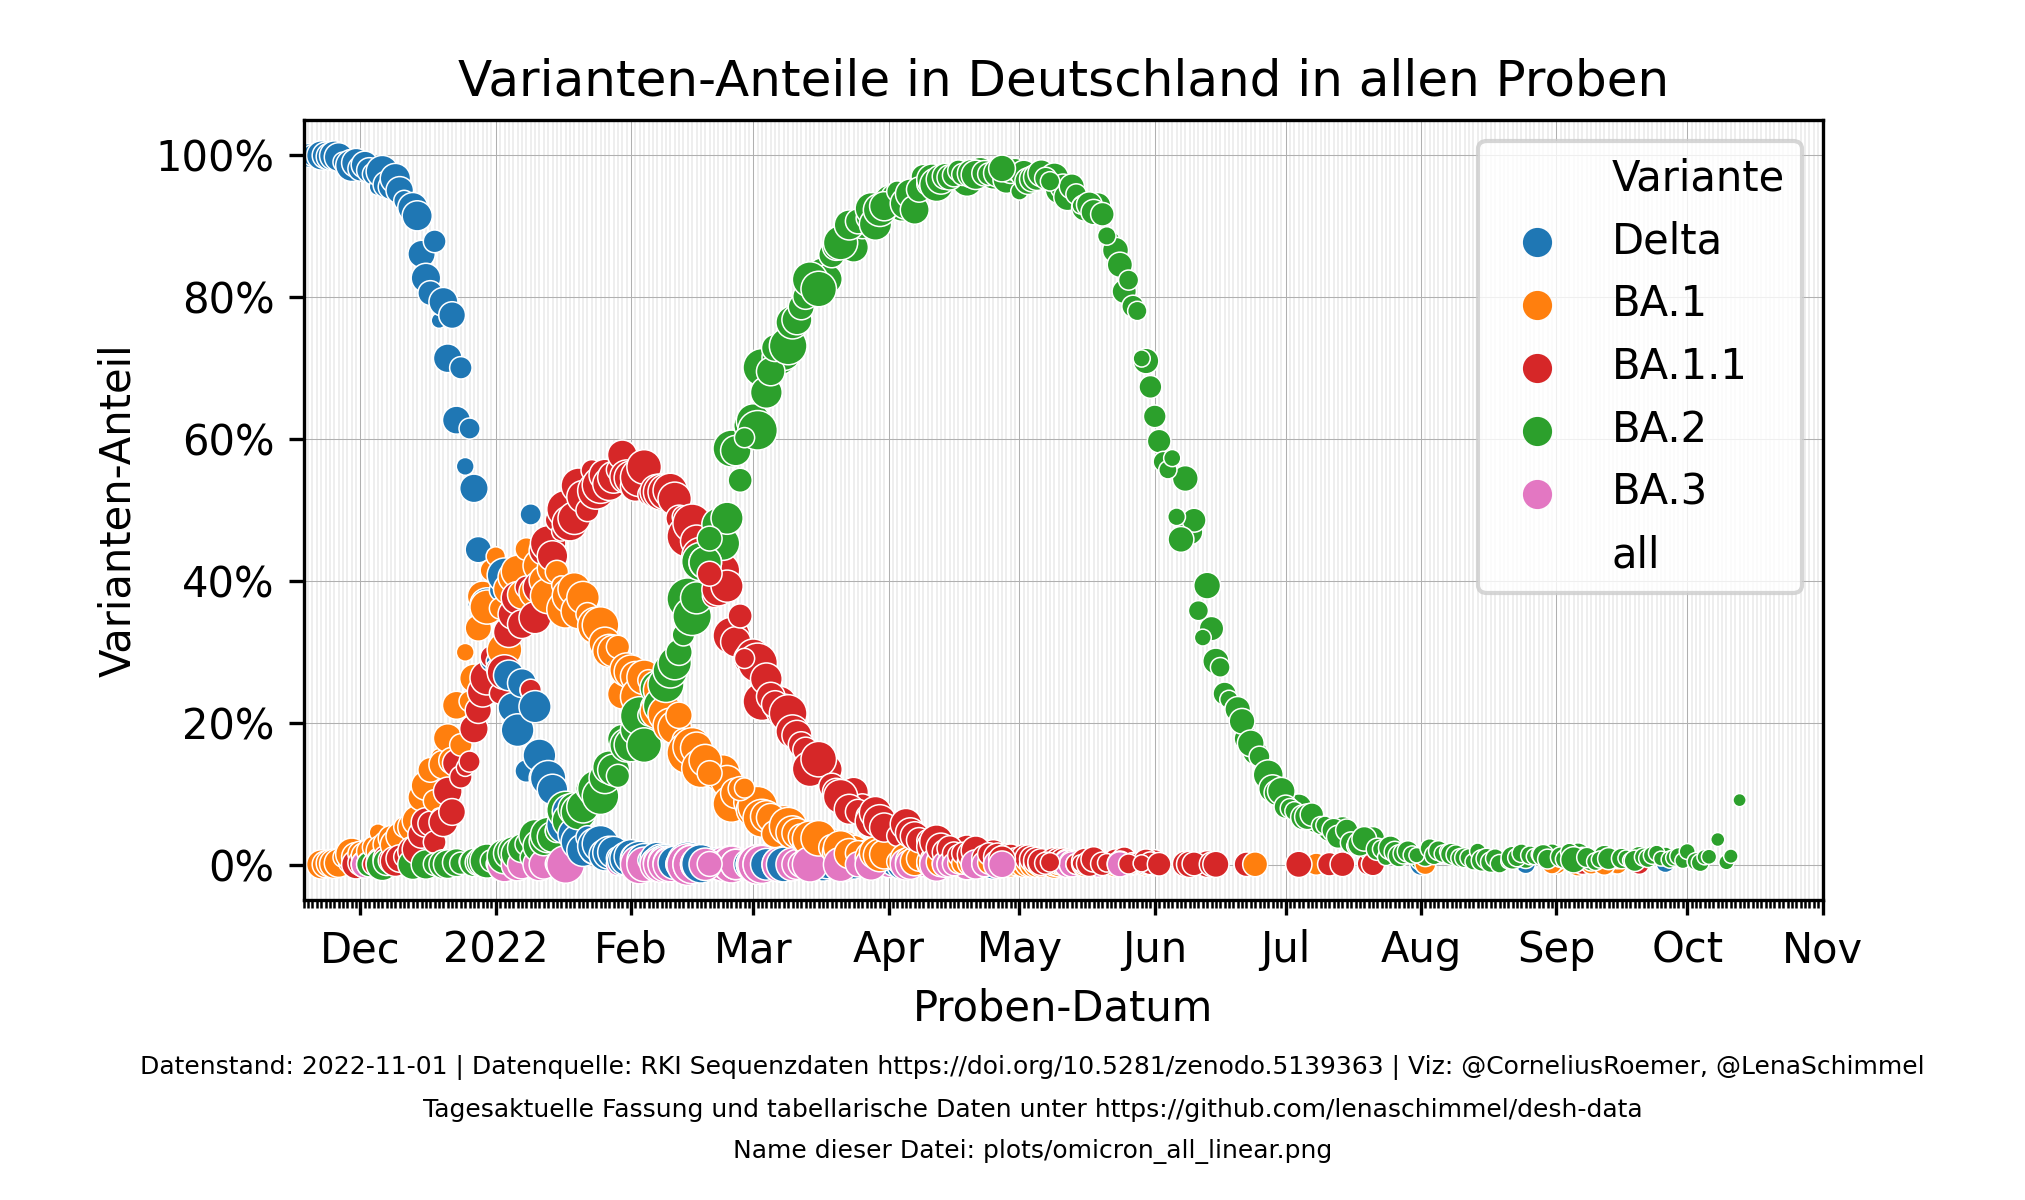 Varianten-Anteile in Deutschland in allen Proben
100%
80%
60%
40%
20%
0%
Varianten-Anteil
Variante
Delta
BA.1
BA.1.1
BA.2
BA.3
all
Dec 2022 Feb Mar Apr May Jun Jul Aug Sep Oct Nov
Proben-Datum
Datenstand: 2022-11-01 | Datenquelle: RKI Sequenzdaten https://doi.org/10.5281/zenodo.5139363 | Viz: @CorneliusRoemer, @LenaSchimmel
Tagesaktuelle Fassung und tabellarische Daten unter https://github.com/lenaschimmel/desh-data
Name dieser Datei: plots/omicron_all_linear.png